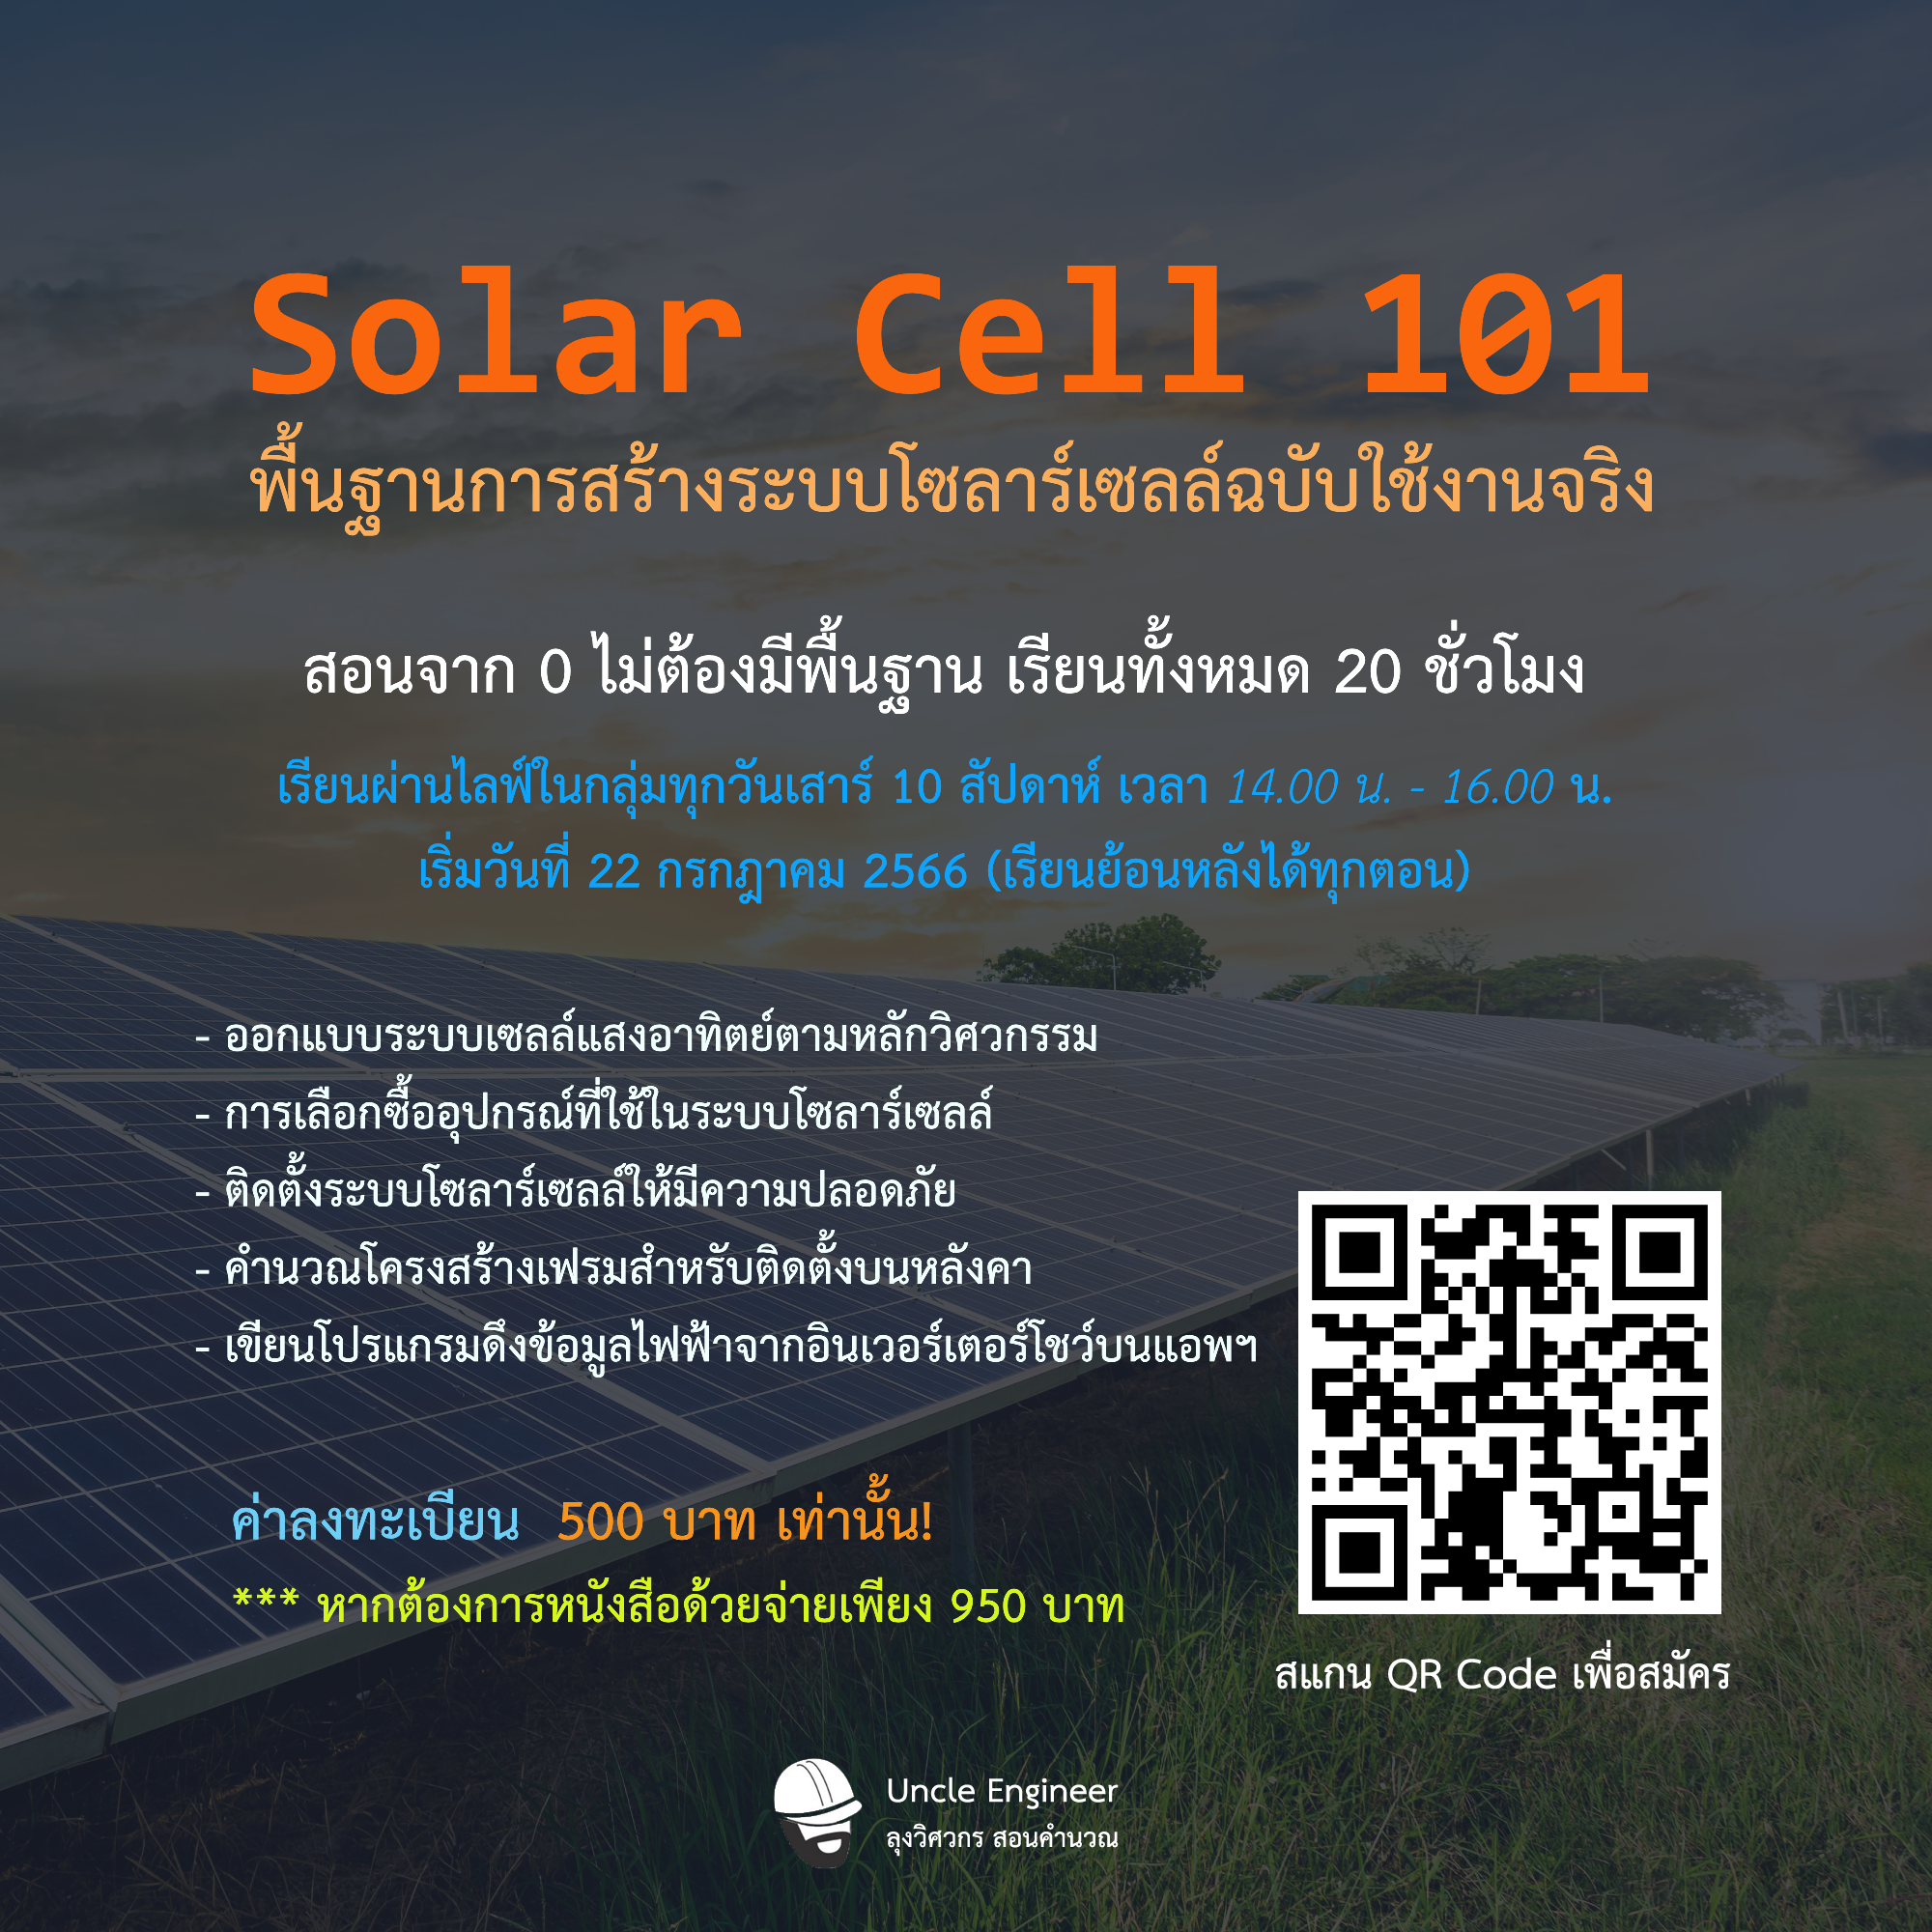 Solar Cell 101
พื้นฐานการสร้างระบบโซลาร์เซลล์ฉบับใช้งานจริง
สอนจาก 0 ไม่ต้องมีพื้นฐาน เรียนทั้งหมด 20 ชั่วโมง
เรียนผ่านไลฟ์ในกลุ่มทุกวันเสาร์ 10 สัปดาห์ เวลา 14.00 น. - 16.00 น.
เริ่มวันที่ 22 กรกฎาคม 2566 (เรียนย้อนหลังได้ทุกตอน)
- ออกแบบระบบเซลล์แสงอาทิตย์ตามหลักวิศวกรรม
- การเลือกซื้ออุปกรณ์ที่ใช้ในระบบโซลาร์เซลล์
- ติดตั้งระบบโซลาร์เซลล์ให้มีความปลอดภัย
- คำนวณโครงสร้างเฟรมสำหรับติดตั้งบนหลังคา
- เขียนโปรแกรมดึงข้อมูลไฟฟ้าจากอินเวอร์เตอร์โชว์บนแอพฯ
ค่าลงทะเบียน 500 บาท เท่านั้น!
*** หากต้องการหนังสือด้วยจ่ายเพียง 950 บาท
สแกน QR Code เพื่อสมัคร
Uncle Engineer
ลุงวิศวกร สอนคำนวณ